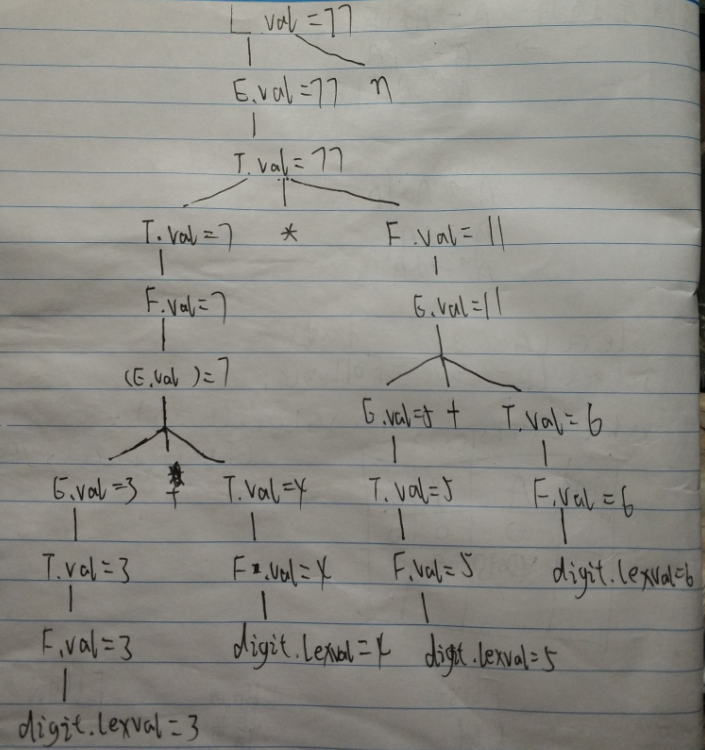 L.val=77
E.val=77 n
T.val=77
T.val=7 * F.val=11
F.val=7 E.val=11
(E.val)=7
E.val=5 + T.val=6
E.val=3 + T.val=4 T.val=5 F.val=6
T.val=3 F.val=4 F.val=5 digit.lexval=6
F.val=3 digit.lexval=4 digit.lexval=5
digit.lexval=3